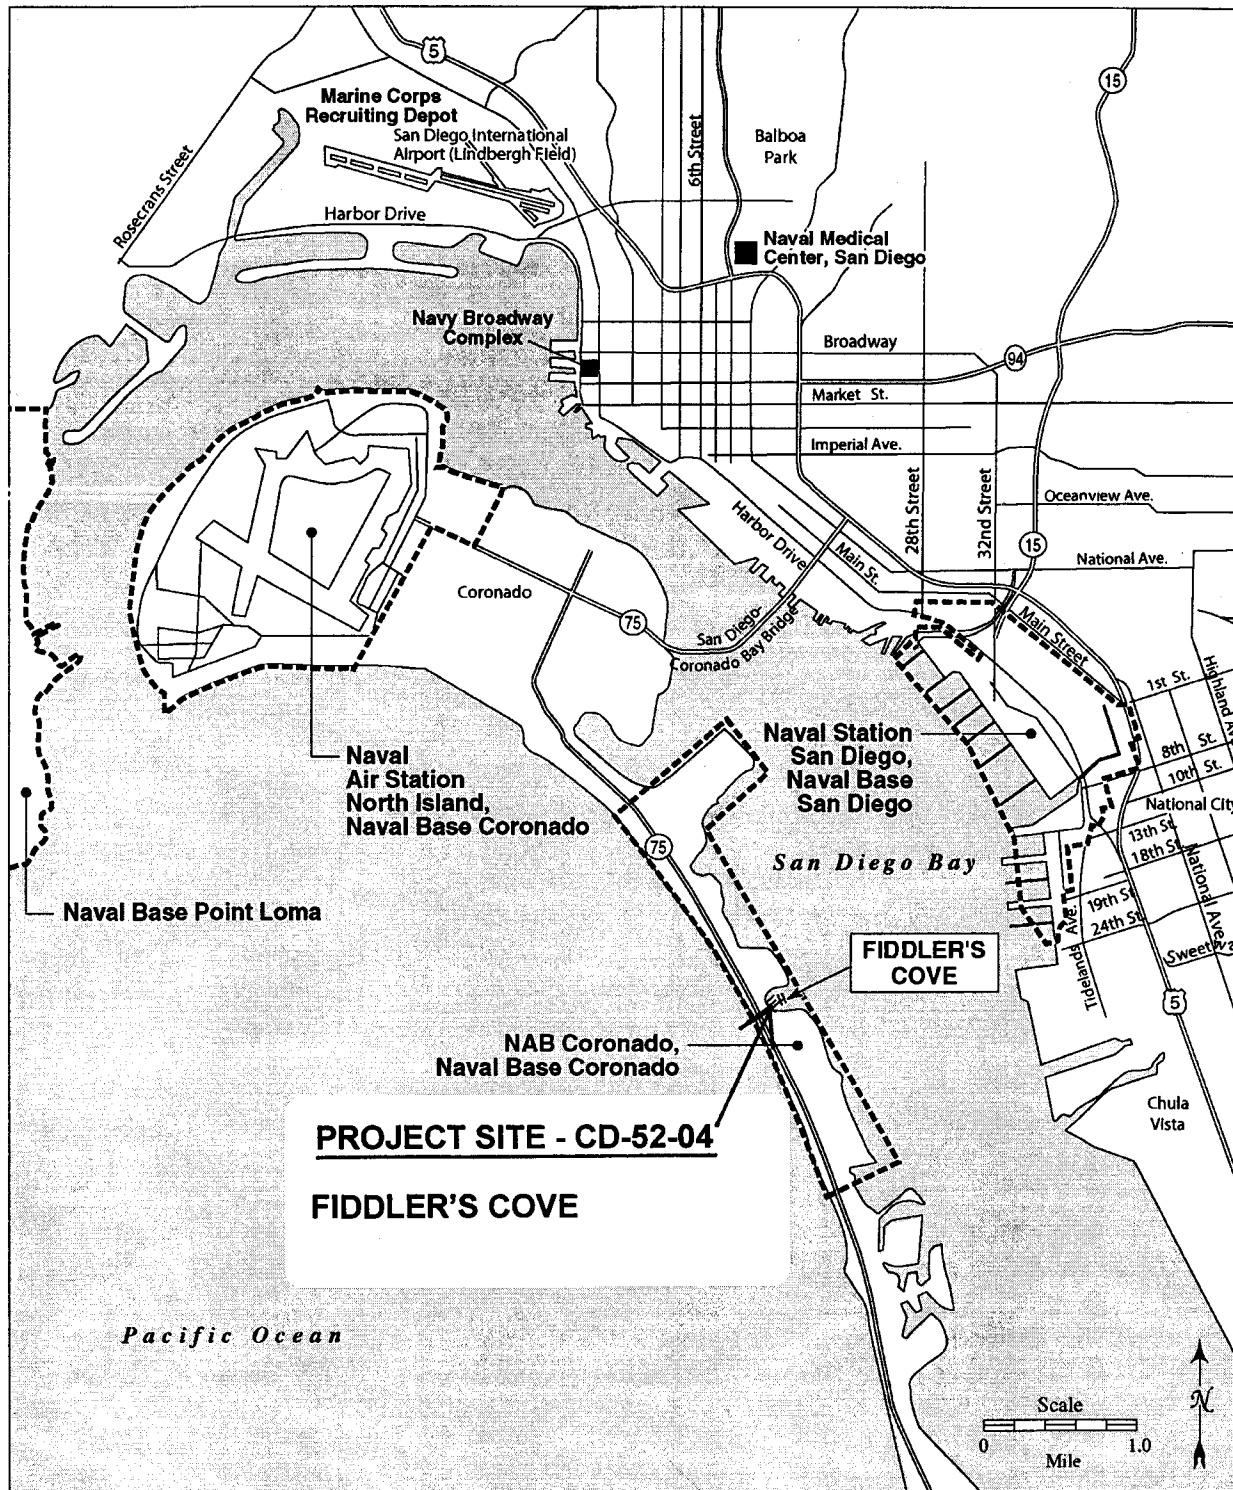 5
15
Marine Corps
Recruiting Depot
San Diego International
Airport (Lindbergh Field)
Balboa
Park
6th Street
Rosecrans Street
Harbor Drive
Naval Medical
Center, San Diego
Navy Broadway
Complex
Broadway
94
Market St.
Imperial Ave.
28th Street
32nd Street
Oceanview Ave.
Harbor Drive
Main St.
15
National Ave.
Coronado
75
San Diego-
Coronado Bay Bridge
Main Street
1st St.
Highland
8th St.
10th St.
National City
13th St.
18th St.
National Ave.
19th St.
24th St.
Tidelands Ave.
5
Naval Station
San Diego,
Naval Base
San Diego
Naval
Air Station
North Island,
Naval Base Coronado
75
San Diego Bay
Naval Base Point Loma
FIDDLER'S
COVE
NAB Coronado,
Naval Base Coronado
PROJECT SITE - CD-52-04
FIDDLER'S COVE
Chula
Vista
Pacific Ocean
N
Scale
0 1.0
Mile